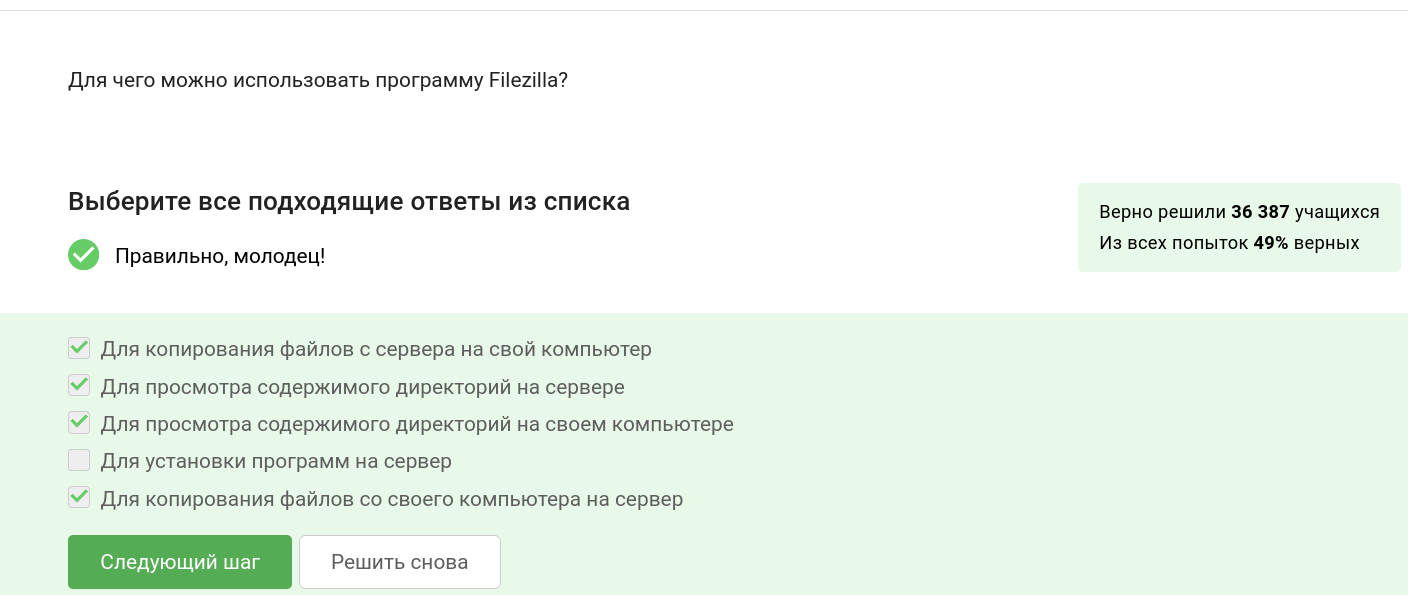 Для чего можно использовать программу Filezilla?
Выберите все подходящие ответы из списка
Правильно, молодец!
Верно решили 36 387 учащихся
Из всех попыток 49% верных
Для копирования файлов с сервера на свой компьютер
Для просмотра содержимого директорий на сервере
Для просмотра содержимого директорий на своем компьютере
Для установки программ на сервер
Для копирования файлов со своего компьютера на сервер
Следующий шаг
Решить снова